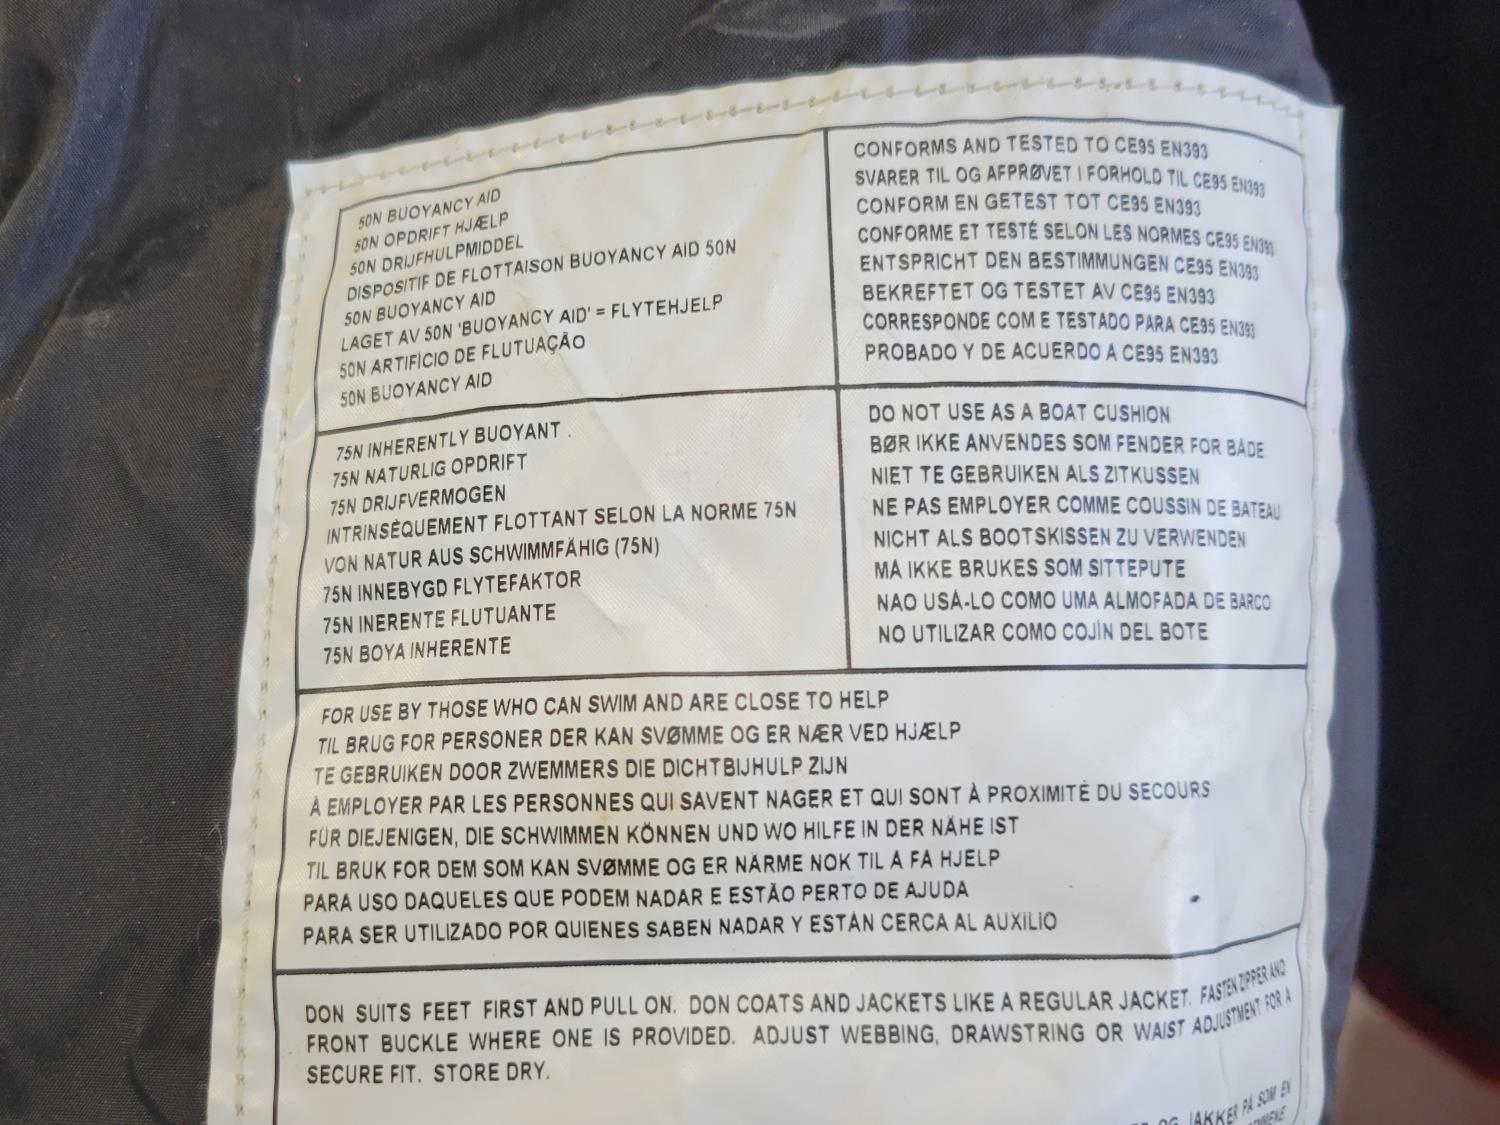 50N BUOYANCY AID
50N OPDRIFT HJÆLP
50N DRIJFHULPMIDDEL
DISPOSITIF DE FLOTTAISON BUOYANCY AID 50N
50N BUOYANCY AID
LAGET AV 50N 'BUOYANCY AID' = FLYTEHJELP
50N ARTIFÍCIO DE FLUTUAÇÃO
50N BUOYANCY AID
CONFORMS AND TESTED TO CE95 EN393
SVARER TIL OG AFPRØVET I FORHOLD TIL CE95 EN393
CONFORM EN GETEST TOT CE95 EN393
CONFORME ET TESTÉ SELON LES NORMES CE95 EN393
ENTSPRICHT DEN BESTIMMUNGEN CE95 EN393
BEKREFTET OG TESTET AV CE95 EN393
CORRESPONDE COM E TESTADO PARA CE95 EN393
PROBADO Y DE ACUERDO A CE95 EN393
75N INHERENTLY BUOYANT .
75N NATURLIG OPDRIFT
75N DRIJFVERMOGEN
INTRINSÈQUEMENT FLOTTANT SELON LA NORME 75N
VON NATUR AUS SCHWIMMFÄHIG (75N)
75N INNEBYGD FLYTEFAKTOR
75N INERENTE FLUTUANTE
75N BOYA INHERENTE
DO NOT USE AS A BOAT CUSHION
BØR IKKE ANVENDES SOM FENDER FOR BÅDE
NIET TE GEBRUIKEN ALS ZITKUSSEN
NE PAS EMPLOYER COMME COUSSIN DE BATEAU
NICHT ALS BOOTSKISSEN ZU VERWENDEN
MÅ IKKE BRUKES SOM SITTEPUTE
NAO USÁ-LO COMO UMA ALMOFADA DE BARCO
NO UTILIZAR COMO COJÍN DEL BOTE
FOR USE BY THOSE WHO CAN SWIM AND ARE CLOSE TO HELP
TIL BRUG FOR PERSONER DER KAN SVØMME OG ER NÆR VED HJÆLP
TE GEBRUIKEN DOOR ZWEMMERS DIE DICHTBIJHULP ZIJN
À EMPLOYER PAR LES PERSONNES QUI SAVENT NAGER ET QUI SONT À PROXIMITÉ DU SECOURS
FÜR DIEJENIGEN, DIE SCHWIMMEN KÖNNEN UND WO HILFE IN DER NÄHE IST
TIL BRUK FOR DEM SOM KAN SVØMME OG ER NÄRME NOK TIL Å FÅ HJELP
PARA USO DAQUELES QUE PODEM NADAR E ESTÃO PERTO DE AJUDA
PARA SER UTILIZADO POR QUIENES SABEN NADAR Y ESTÁN CERCA AL AUXILIO
DON SUITS FEET FIRST AND PULL ON. DON COATS AND JACKETS LIKE A REGULAR JACKET. FASTEN ZIPPER AND
FRONT BUCKLE WHERE ONE IS PROVIDED. ADJUST WEBBING, DRAWSTRING OR WAIST ADJUSTMENT FOR A
SECURE FIT. STORE DRY.
OG JAKKER PÅ SOM EN